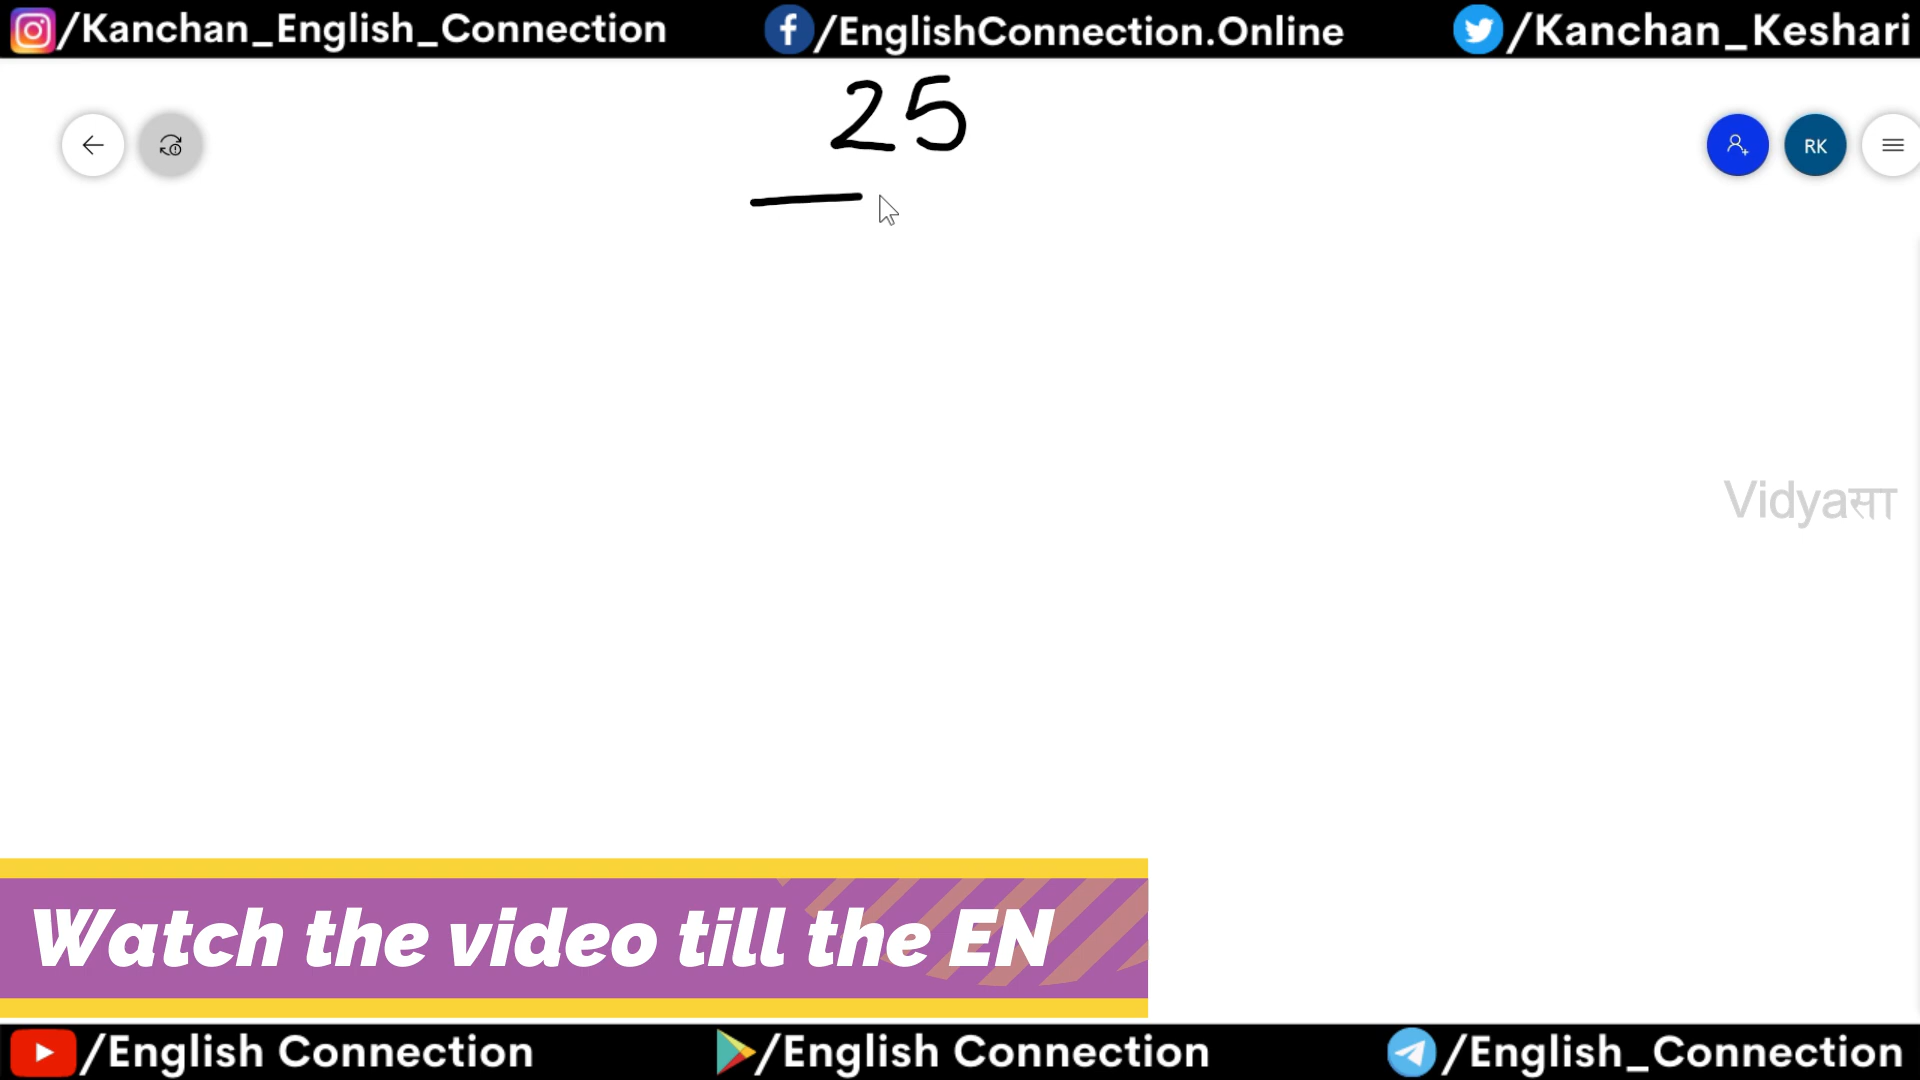 /Kanchan_English_Connection /EnglishConnection.Online /Kanchan_Keshari
25
RK
Vidyaसा
Watch the video till the EN
/English Connection /English Connection /English_Connection